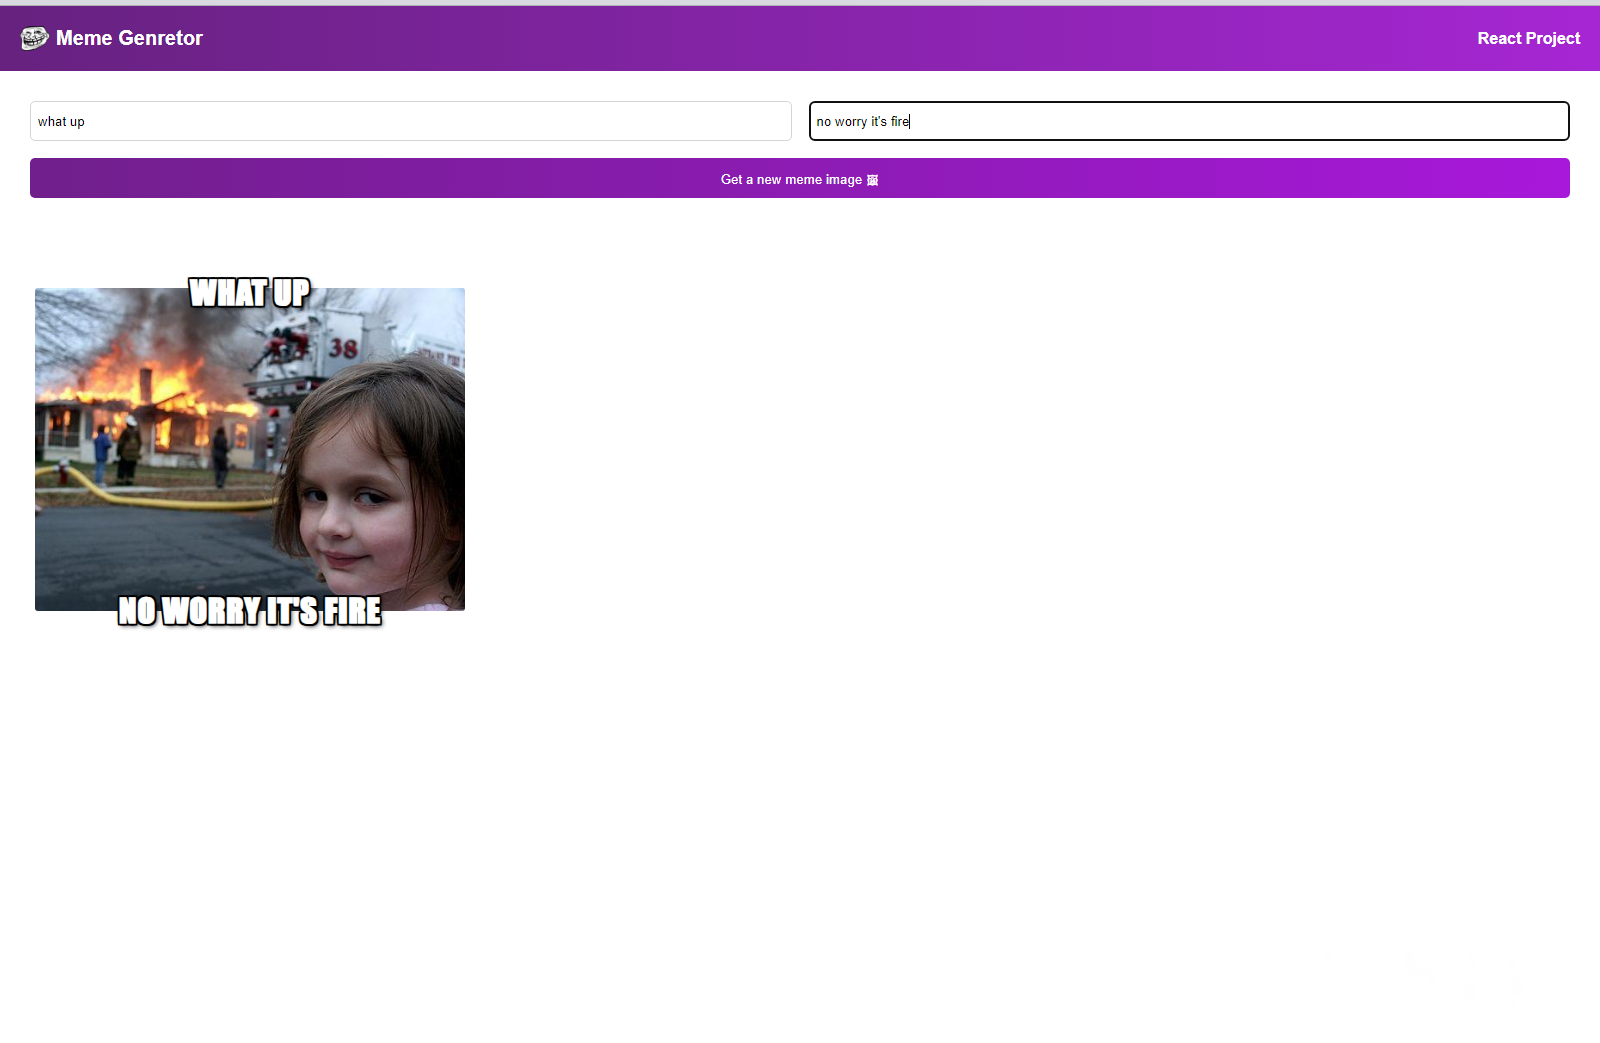 Meme Genretor
React Project
what up
no worry it's fire
Get a new meme image
WHAT UP
38
NO WORRY IT'S FIRE